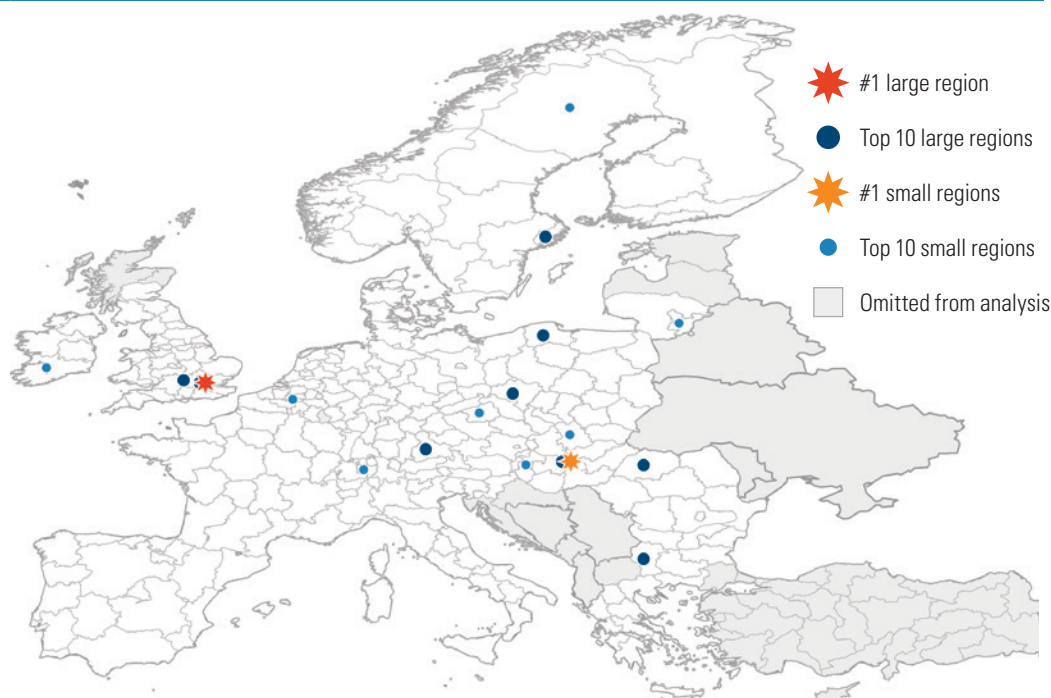 #1 large region
Top 10 large regions
#1 small regions
Top 10 small regions
Omitted from analysis